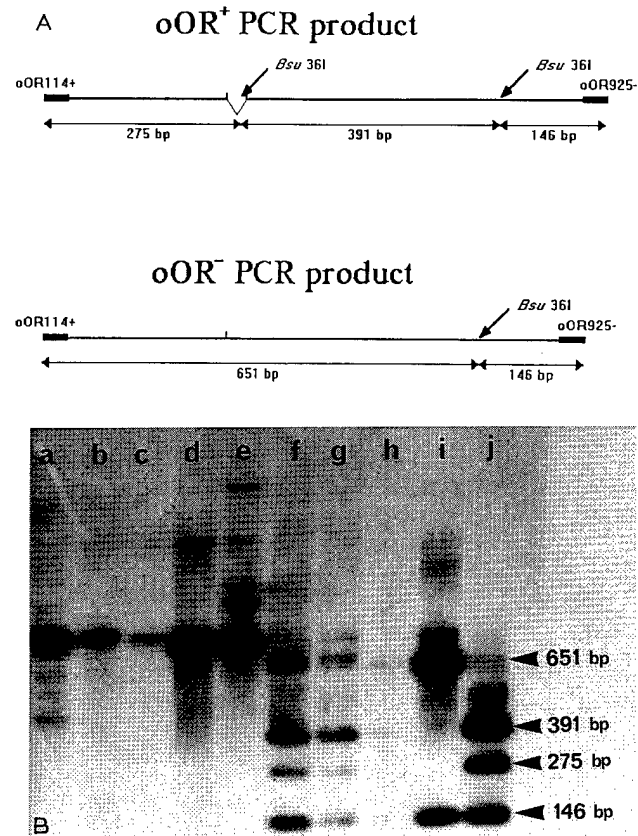 A
oOR⁺ PCR product
oOR114+
Bsu 36I
Bsu 36I
oOR925-
275 bp
391 bp
146 bp
oOR⁻ PCR product
oOR114+
Bsu 36I
oOR925-
651 bp
146 bp
a b c d e f g h i j
651 bp
391 bp
275 bp
146 bp
B